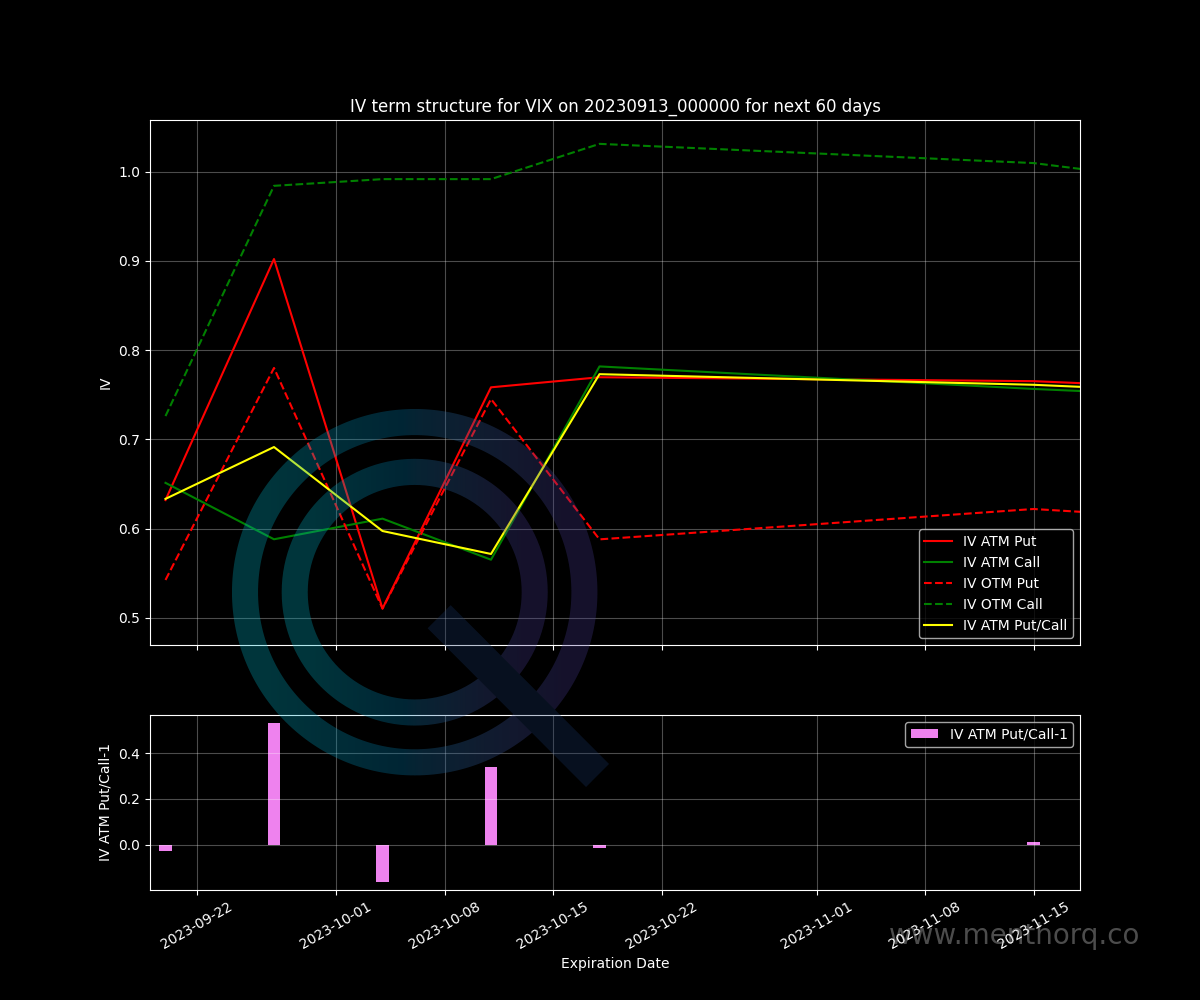 IV term structure for VIX on 20230913_000000 for next 60 days
1.0
0.9
0.8
0.7
0.6
0.5
IV
IV ATM Put
IV ATM Call
IV OTM Put
IV OTM Call
IV ATM Put/Call
0.4
0.2
0.0
IV ATM Put/Call-1
IV ATM Put/Call-1
2023-09-22
2023-10-01
2023-10-08
2023-10-15
2023-10-22
2023-11-01
2023-11-08
2023-11-15
www.menthorq.co
Expiration Date